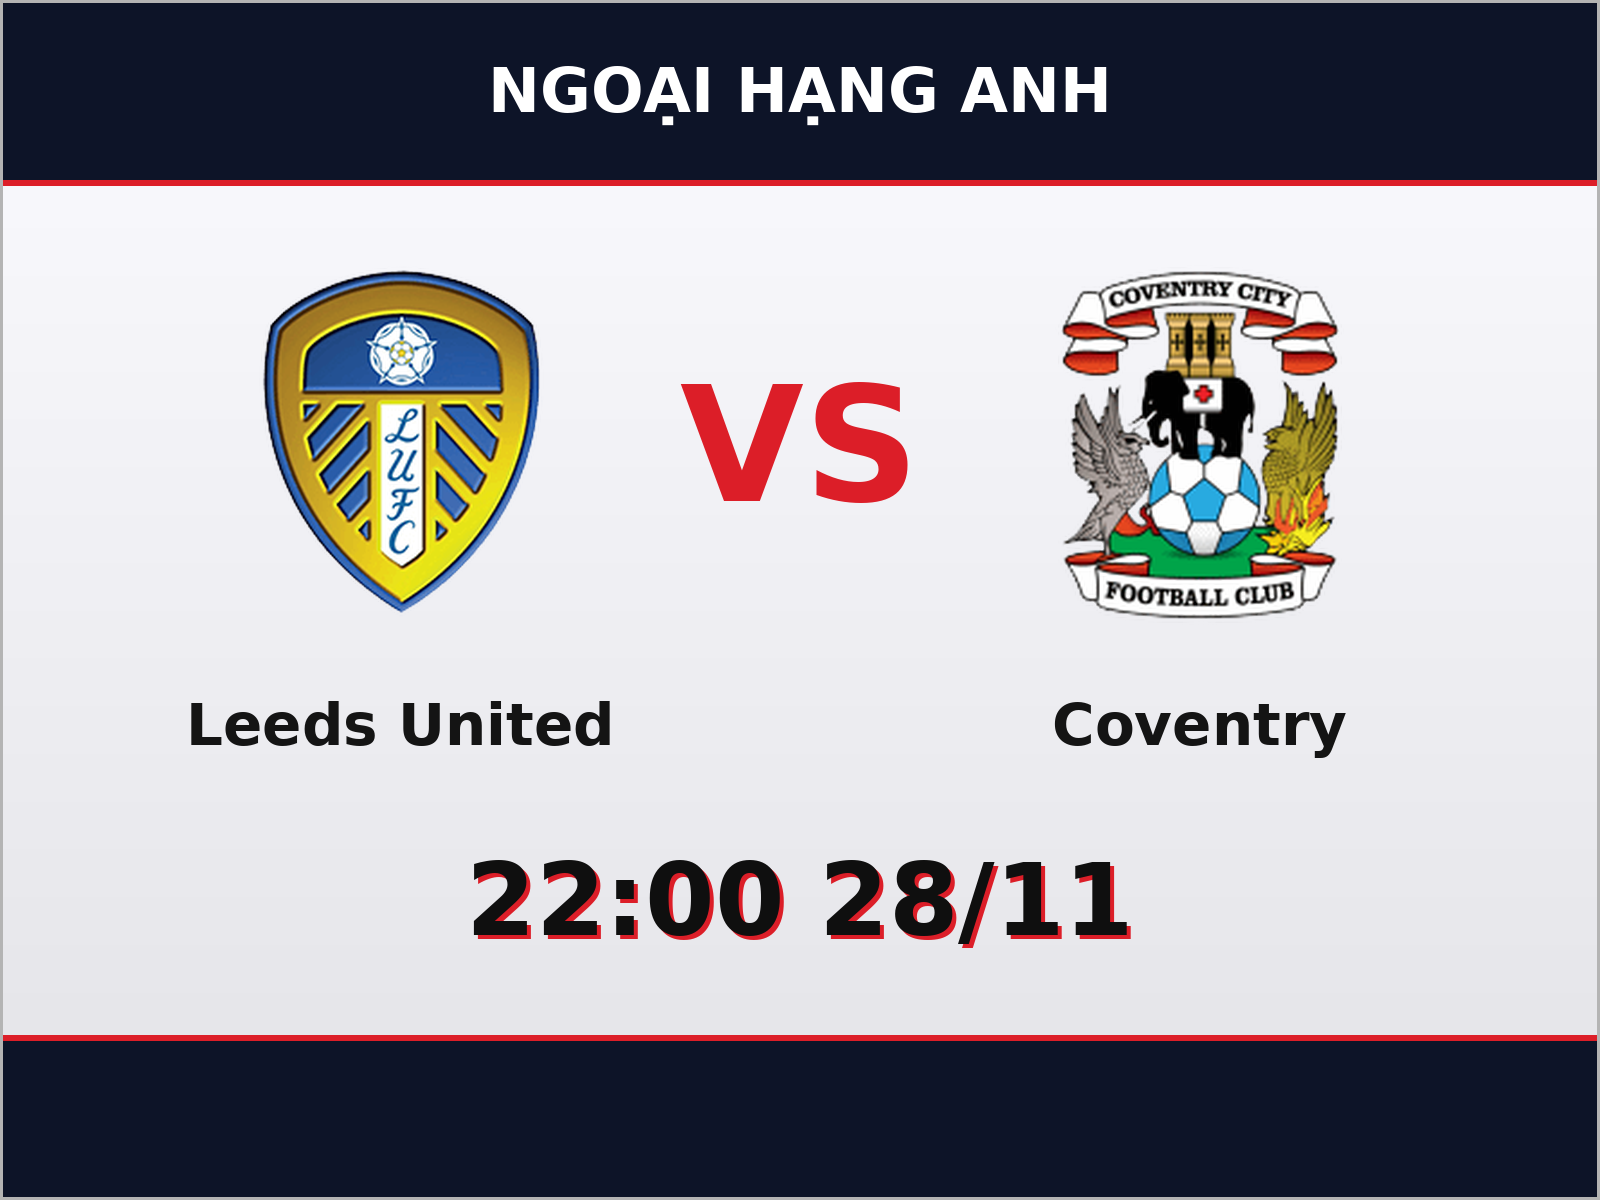 NGOẠI HẠNG ANH
LUFC
COVENTRY CITY
VS
FOOTBALL CLUB
Leeds United
Coventry
22:00 28/11